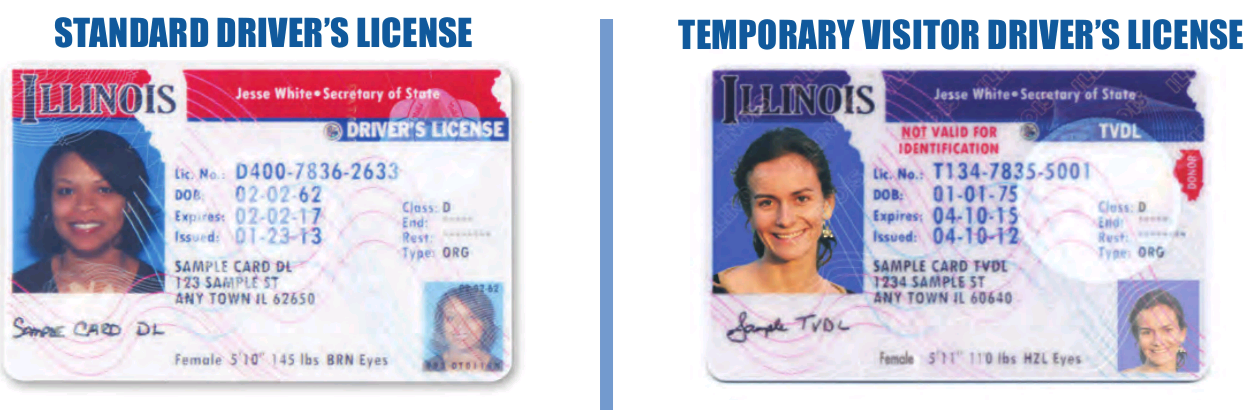 STANDARD DRIVER'S LICENSE
ILLINOIS
Jesse White•Secretary of State
DRIVER'S LICENSE
Lic. No.: D400-7836-2633
DOB: 02-02-62
Expires: 02-02-17
Issued: 01-23-13
Class: D
End: *****
Rest: ********
Type: ORG
SAMPLE CARD DL
123 SAMPLE ST
ANY TOWN IL 62650
02-02-62
SAMPLE CARD DL
Female 5'10" 145 lbs BRN Eyes
TEMPORARY VISITOR DRIVER'S LICENSE
ILLINOIS
Jesse White•Secretary of State
TVDL
NOT VALID FOR
IDENTIFICATION
DONOR
Lic. No.: T134-7835-5001
DOB: 01-01-75
Expires: 04-10-15
Issued: 04-10-12
Class: D
End: *****
Rest: ********
Type: ORG
SAMPLE CARD TVDL
1234 SAMPLE ST
ANY TOWN IL 60640
Sample TVDL
Female 5'11" 110 lbs HZL Eyes